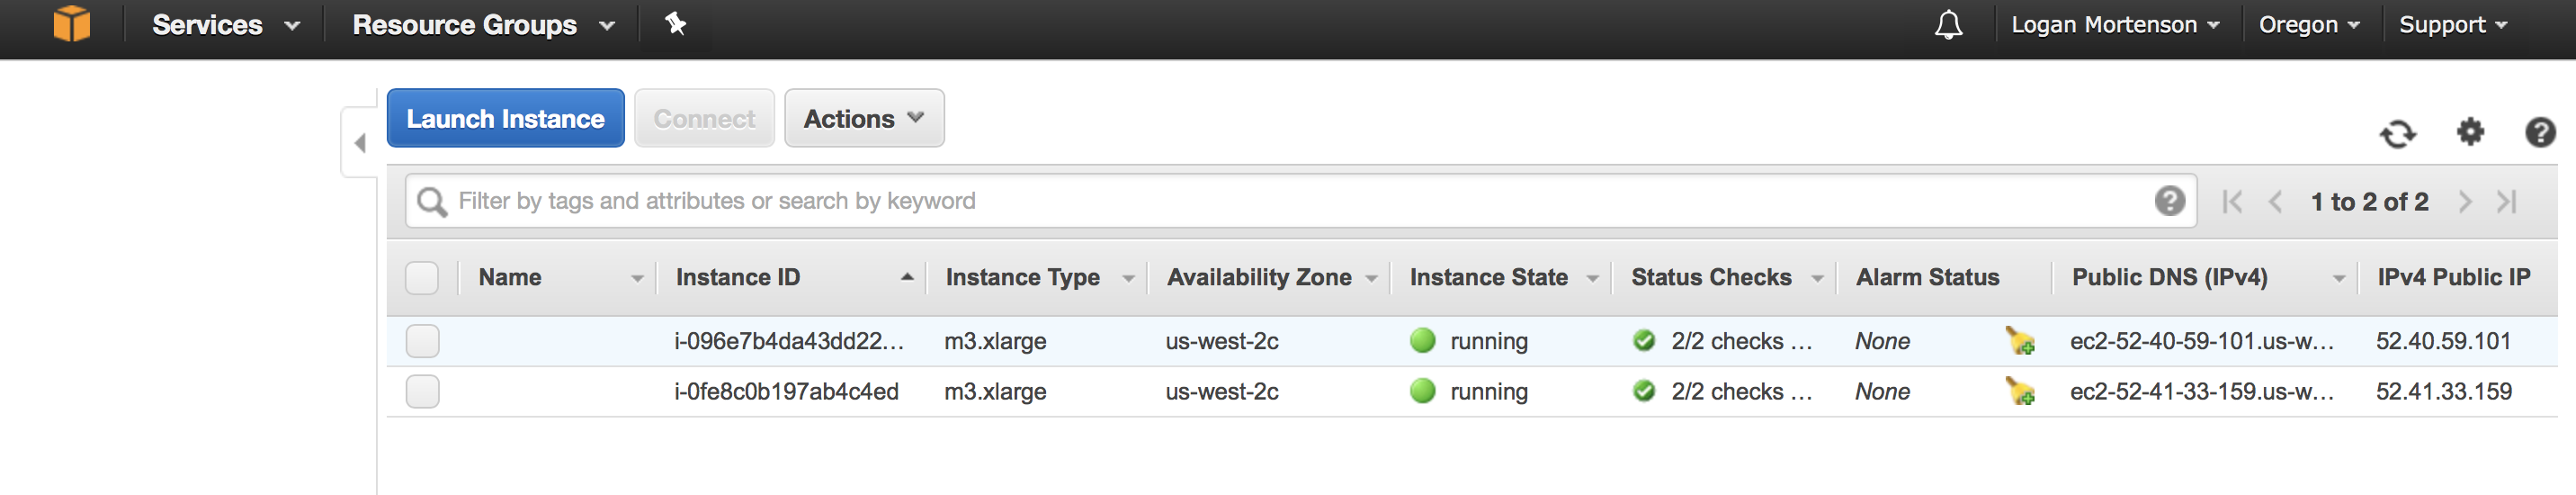 Services Resource Groups Logan Mortenson Oregon Support
Launch Instance Connect Actions
Filter by tags and attributes or search by keyword 1 to 2 of 2
Name Instance ID Instance Type Availability Zone Instance State Status Checks Alarm Status Public DNS (IPv4) IPv4 Public IP
i-096e7b4da43dd22... m3.xlarge us-west-2c running 2/2 checks ... None ec2-52-40-59-101.us-w... 52.40.59.101
i-0fe8c0b197ab4c4ed m3.xlarge us-west-2c running 2/2 checks ... None ec2-52-41-33-159.us-w... 52.41.33.159